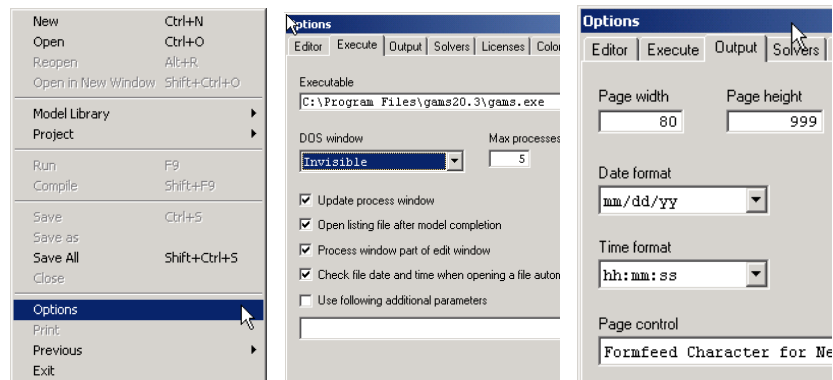 New Ctrl+N
Open Ctrl+O
Reopen Alt+R
Open in New Window Shift+Ctrl+O
Model Library
Project
Run F9
Compile Shift+F9
Save Ctrl+S
Save as
Save All Shift+Ctrl+S
Close
Options
Print
Previous
Exit
Options
Editor Execute Output Solvers Licenses Color
Executable
C:\Program Files\gams20.3\gams.exe
DOS window Max processes
Invisible 5
Update process window
Open listing file after model completion
Process window part of edit window
Check file date and time when opening a file autom
Use following additional parameters
Options
Editor Execute Output Solvers
Page width Page height
80 999
Date format
mm/dd/yy
Time format
hh:mm:ss
Page control
Formfeed Character for Ne